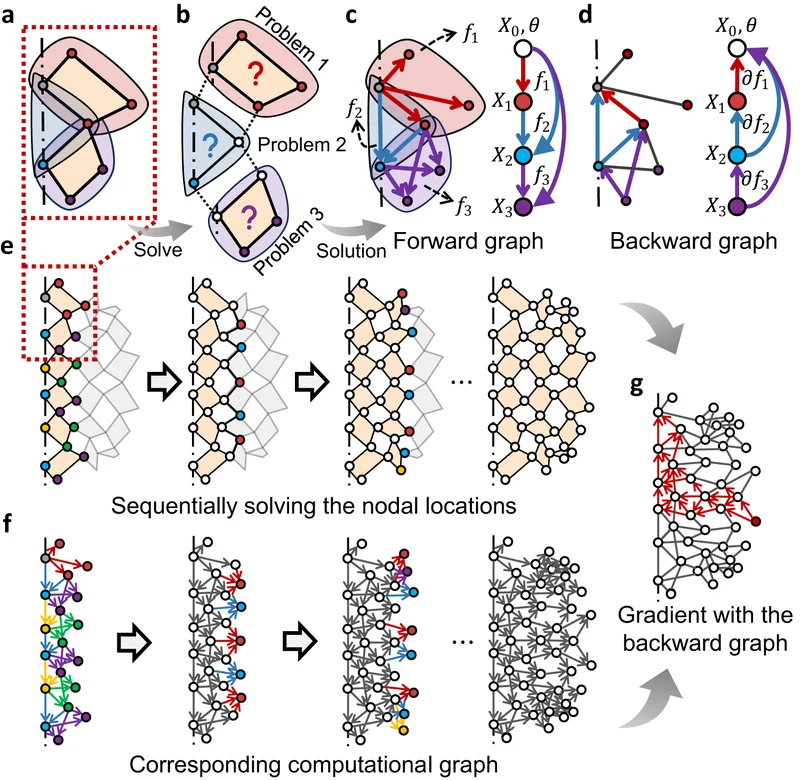 a
b
c
d
Problem 1
?
f₁
X₀, θ
X₀, θ
f₁
∂f₁
X₁
X₁
f₂
f₂
∂f₂
?
Problem 2
X₂
X₂
f₃
∂f₃
?
f₃
X₃
X₃
Problem 3
Solve
Solution
Forward graph
Backward graph
e
...
g
Sequentially solving the nodal locations
f
...
Gradient with the
backward graph
Corresponding computational graph